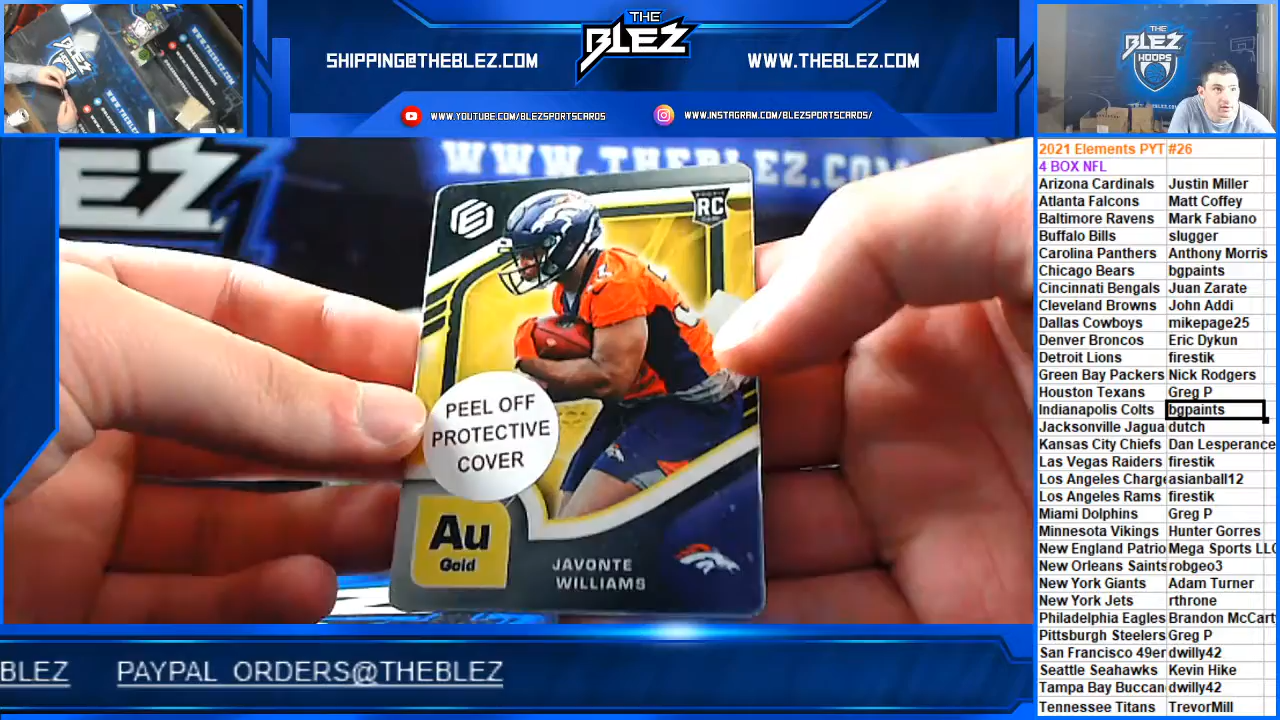 THE
BLEZ
SHIPPING@THEBLEZ.COM
WWW.THEBLEZ.COM
WWW.YOUTUBE.COM/BLEZSPORTSCARDS
WWW.INSTAGRAM.COM/BLEZSPORTSCARDS/
THE
BLEZ
HOOPS
WWW.THEBLEZ.COM
RC
PEEL OFF
PROTECTIVE
COVER
Au
Gold
JAVONTE
WILLIAMS
BLEZ PAYPAL ORDERS@THEBLEZ
2021 Elements PYT #26
4 BOX NFL
Arizona Cardinals Justin Miller
Atlanta Falcons Matt Coffey
Baltimore Ravens Mark Fabiano
Buffalo Bills slugger
Carolina Panthers Anthony Morris
Chicago Bears bgpaints
Cincinnati Bengals Juan Zarate
Cleveland Browns John Addi
Dallas Cowboys mikepage25
Denver Broncos Eric Dykun
Detroit Lions firestik
Green Bay Packers Nick Rodgers
Houston Texans Greg P
Indianapolis Colts bgpaints
Jacksonville Jagua dutch
Kansas City Chiefs Dan Lesperance
Las Vegas Raiders firestik
Los Angeles Charge asianball12
Los Angeles Rams firestik
Miami Dolphins Greg P
Minnesota Vikings Hunter Gorres
New England Patrio Mega Sports LLC
New Orleans Saints robgeo3
New York Giants Adam Turner
New York Jets rthrone
Philadelphia Eagles Brandon McCart
Pittsburgh Steelers Greg P
San Francisco 49er dwilly42
Seattle Seahawks Kevin Hike
Tampa Bay Buccan dwilly42
Tennessee Titans TrevorMill